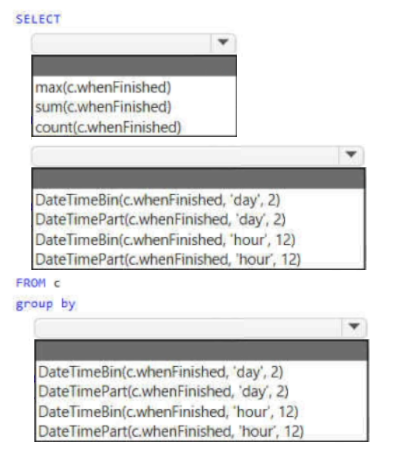 SELECT
max(c.whenFinished)
sum(c.whenFinished)
count(c.whenFinished)
DateTimeBin(c.whenFinished, 'day', 2)
DateTimePart(c.whenFinished, 'day', 2)
DateTimeBin(c.whenFinished, 'hour', 12)
DateTimePart(c.whenFinished, 'hour', 12)
FROM c
group by
DateTimeBin(c.whenFinished, 'day', 2)
DateTimePart(c.whenFinished, 'day', 2)
DateTimeBin(c.whenFinished, 'hour', 12)
DateTimePart(c.whenFinished, 'hour', 12)